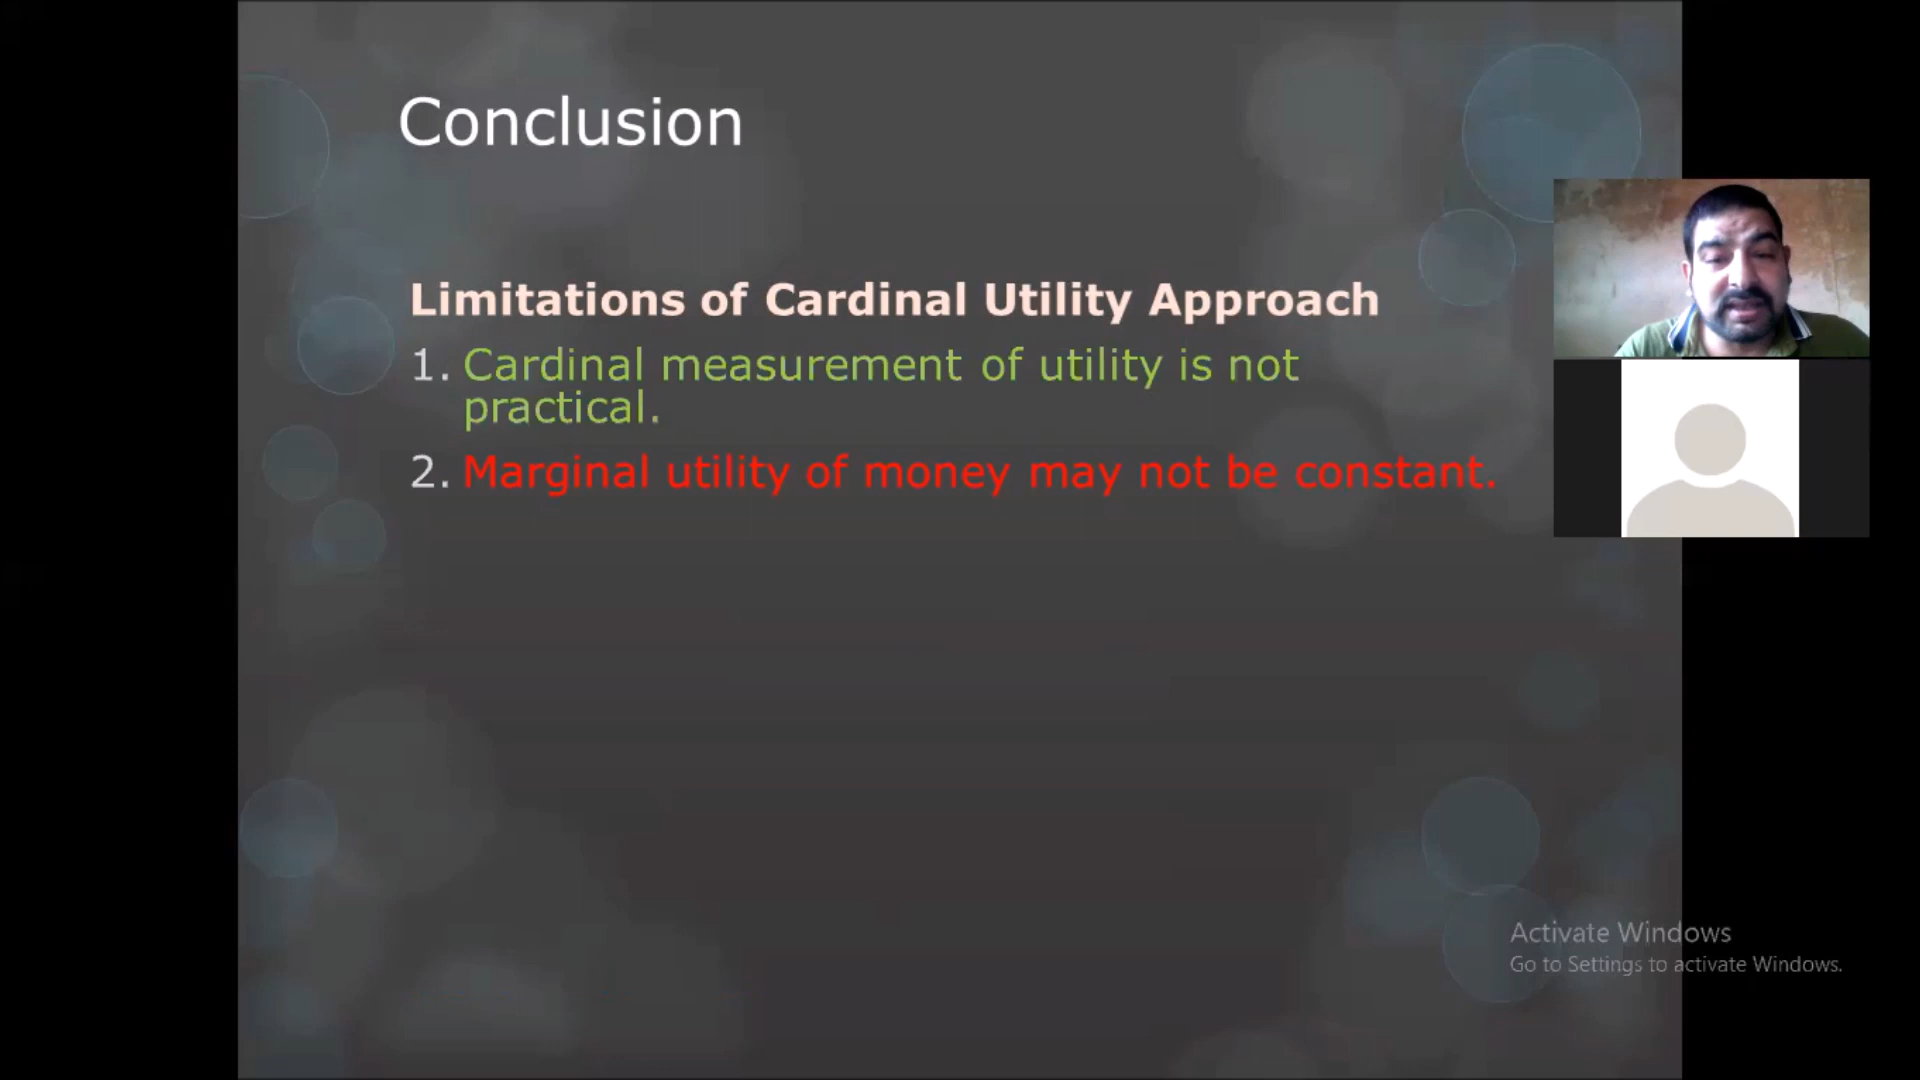 Conclusion
Limitations of Cardinal Utility Approach
1. Cardinal measurement of utility is not
practical.
2. Marginal utility of money may not be constant.
Activate Windows
Go to Settings to activate Windows.